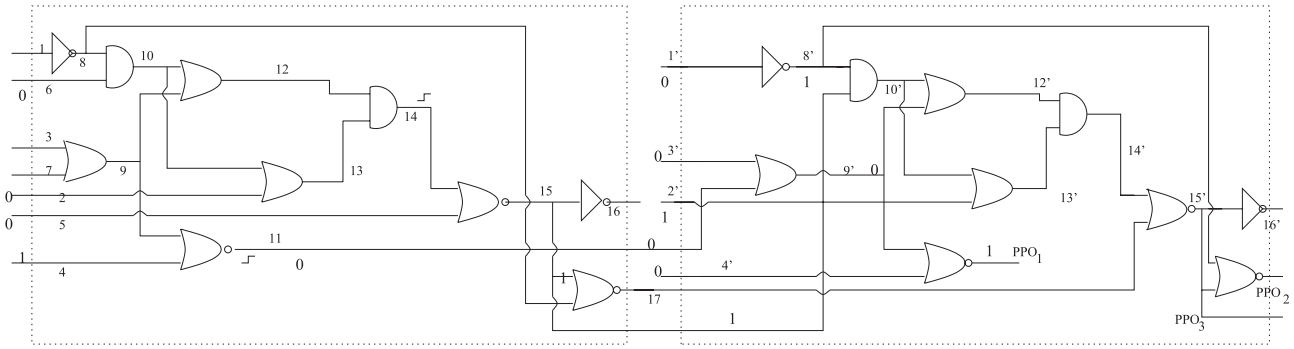 1 8 10 12 1' 8' 12'
6 0 14 0 1 10'
0
3 7 9 13 3' 0 9' 0 14'
2 0 15 2' 13' 15'
5 0 16 1 16'
11 0 1 PPO1
1 4 0 1 0 4' PPO2
17 1 PPO3